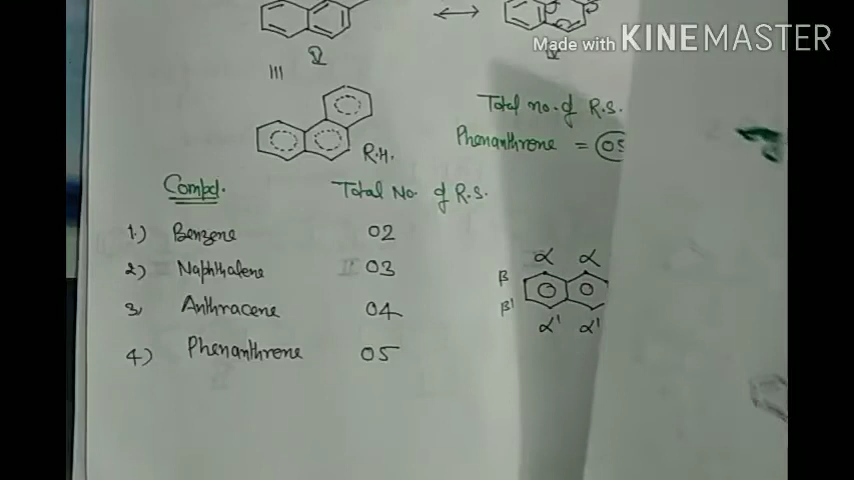 Made with KINEMASTER
V
V
III
R.H.
Total no. of R.S.
Phenanthrene = 05
Compd. Total No. of R.S.
1.) Benzene 02
2) Naphthalene 03
3, Anthracene 04
4) Phenanthrene 05
α α
β
β'
α' α'